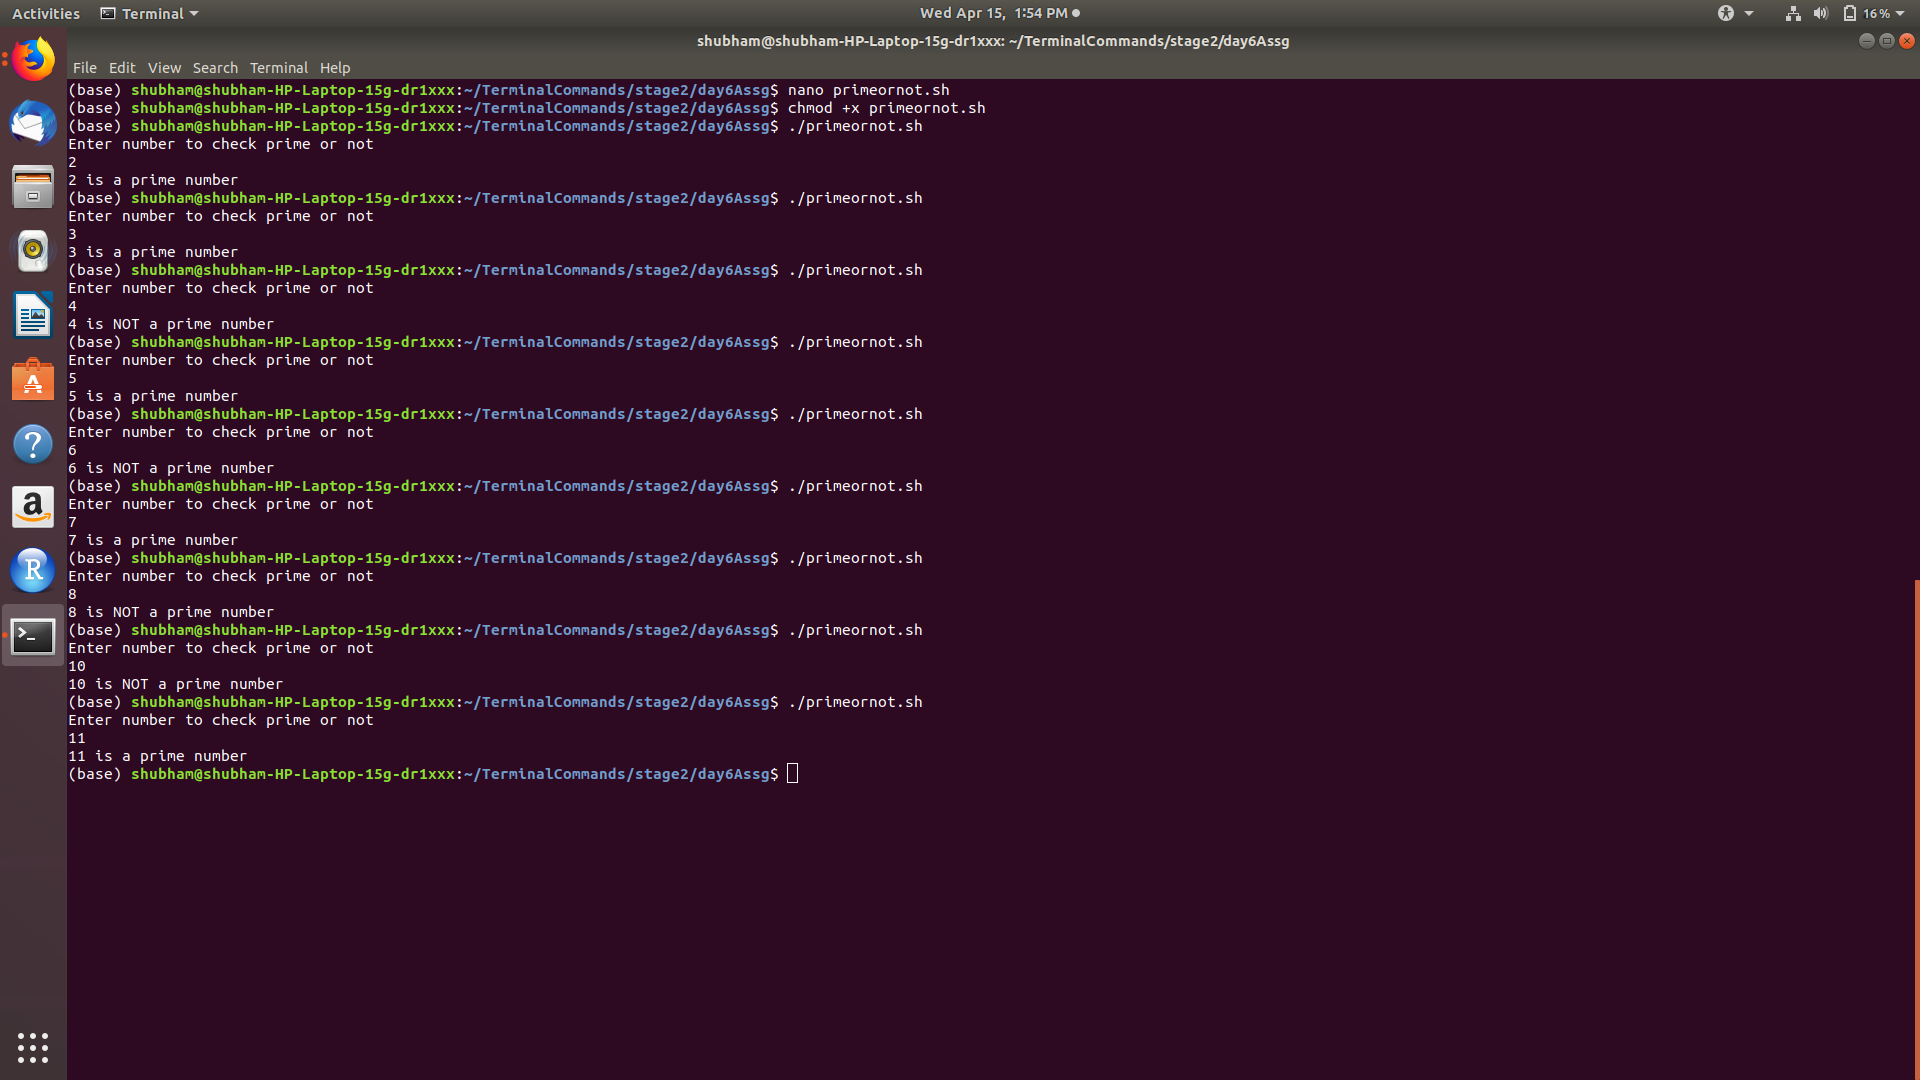 Activities Terminal Wed Apr 15, 1:54 PM 16%
shubham@shubham-HP-Laptop-15g-dr1xxx: ~/TerminalCommands/stage2/day6Assg
File Edit View Search Terminal Help
(base) shubham@shubham-HP-Laptop-15g-dr1xxx:~/TerminalCommands/stage2/day6Assg$ nano primeornot.sh
(base) shubham@shubham-HP-Laptop-15g-dr1xxx:~/TerminalCommands/stage2/day6Assg$ chmod +x primeornot.sh
(base) shubham@shubham-HP-Laptop-15g-dr1xxx:~/TerminalCommands/stage2/day6Assg$ ./primeornot.sh
Enter number to check prime or not
2
2 is a prime number
(base) shubham@shubham-HP-Laptop-15g-dr1xxx:~/TerminalCommands/stage2/day6Assg$ ./primeornot.sh
Enter number to check prime or not
3
3 is a prime number
(base) shubham@shubham-HP-Laptop-15g-dr1xxx:~/TerminalCommands/stage2/day6Assg$ ./primeornot.sh
Enter number to check prime or not
4
4 is NOT a prime number
(base) shubham@shubham-HP-Laptop-15g-dr1xxx:~/TerminalCommands/stage2/day6Assg$ ./primeornot.sh
Enter number to check prime or not
5
5 is a prime number
(base) shubham@shubham-HP-Laptop-15g-dr1xxx:~/TerminalCommands/stage2/day6Assg$ ./primeornot.sh
Enter number to check prime or not
6
6 is NOT a prime number
(base) shubham@shubham-HP-Laptop-15g-dr1xxx:~/TerminalCommands/stage2/day6Assg$ ./primeornot.sh
Enter number to check prime or not
7
7 is a prime number
(base) shubham@shubham-HP-Laptop-15g-dr1xxx:~/TerminalCommands/stage2/day6Assg$ ./primeornot.sh
Enter number to check prime or not
8
8 is NOT a prime number
(base) shubham@shubham-HP-Laptop-15g-dr1xxx:~/TerminalCommands/stage2/day6Assg$ ./primeornot.sh
Enter number to check prime or not
10
10 is NOT a prime number
(base) shubham@shubham-HP-Laptop-15g-dr1xxx:~/TerminalCommands/stage2/day6Assg$ ./primeornot.sh
Enter number to check prime or not
11
11 is a prime number
(base) shubham@shubham-HP-Laptop-15g-dr1xxx:~/TerminalCommands/stage2/day6Assg$